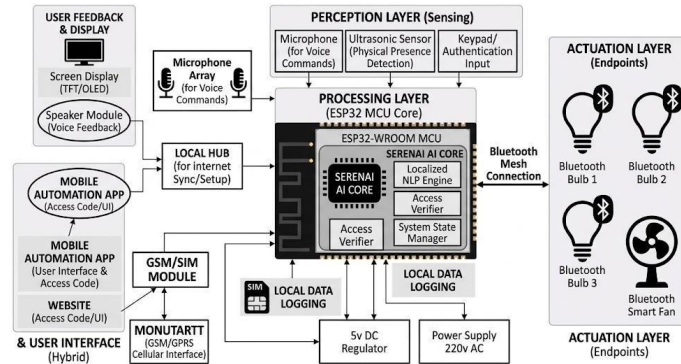 USER FEEDBACK
& DISPLAY
Screen Display
(TFT/OLED)
Speaker Module
(Voice Feedback)
MOBILE
AUTOMATION APP
(Access Code/UI)
MOBILE
AUTOMATION APP
(User Interface &
Access Code)
WEBSITE
(Access Code/UI)
& USER INTERFACE
(Hybrid)
Microphone
Array
(for Voice
Commands)
LOCAL HUB
(for internet
Sync/Setup)
GSM/SIM
MODULE
MONUTARTT
(GSM/GPRS
Cellular Interface)
PERCEPTION LAYER (Sensing)
Microphone
(for Voice
Commands)
Ultrasonic Sensor
(Physical Presence
Detection)
Keypad/
Authentication
Input
PROCESSING LAYER
(ESP32 MCU Core)
ESP32-WROOM MCU
SERENAI AI CORE
SERENAI
AI CORE
Localized
NLP Engine
Access
Verifier
System State
Manager
Access
Verifier
SIM
LOCAL DATA
LOGGING
LOCAL DATA
LOGGING
5v DC
Regulator
Power Supply
220v AC
Bluetooth
Mesh
Connection
ACTUATION LAYER
(Endpoints)
Bluetooth
Bulb 1
Bluetooth
Bulb 2
Bluetooth
Bulb 3
Bluetooth
Smart Fan
ACTUATION LAYER
(Endpoints)